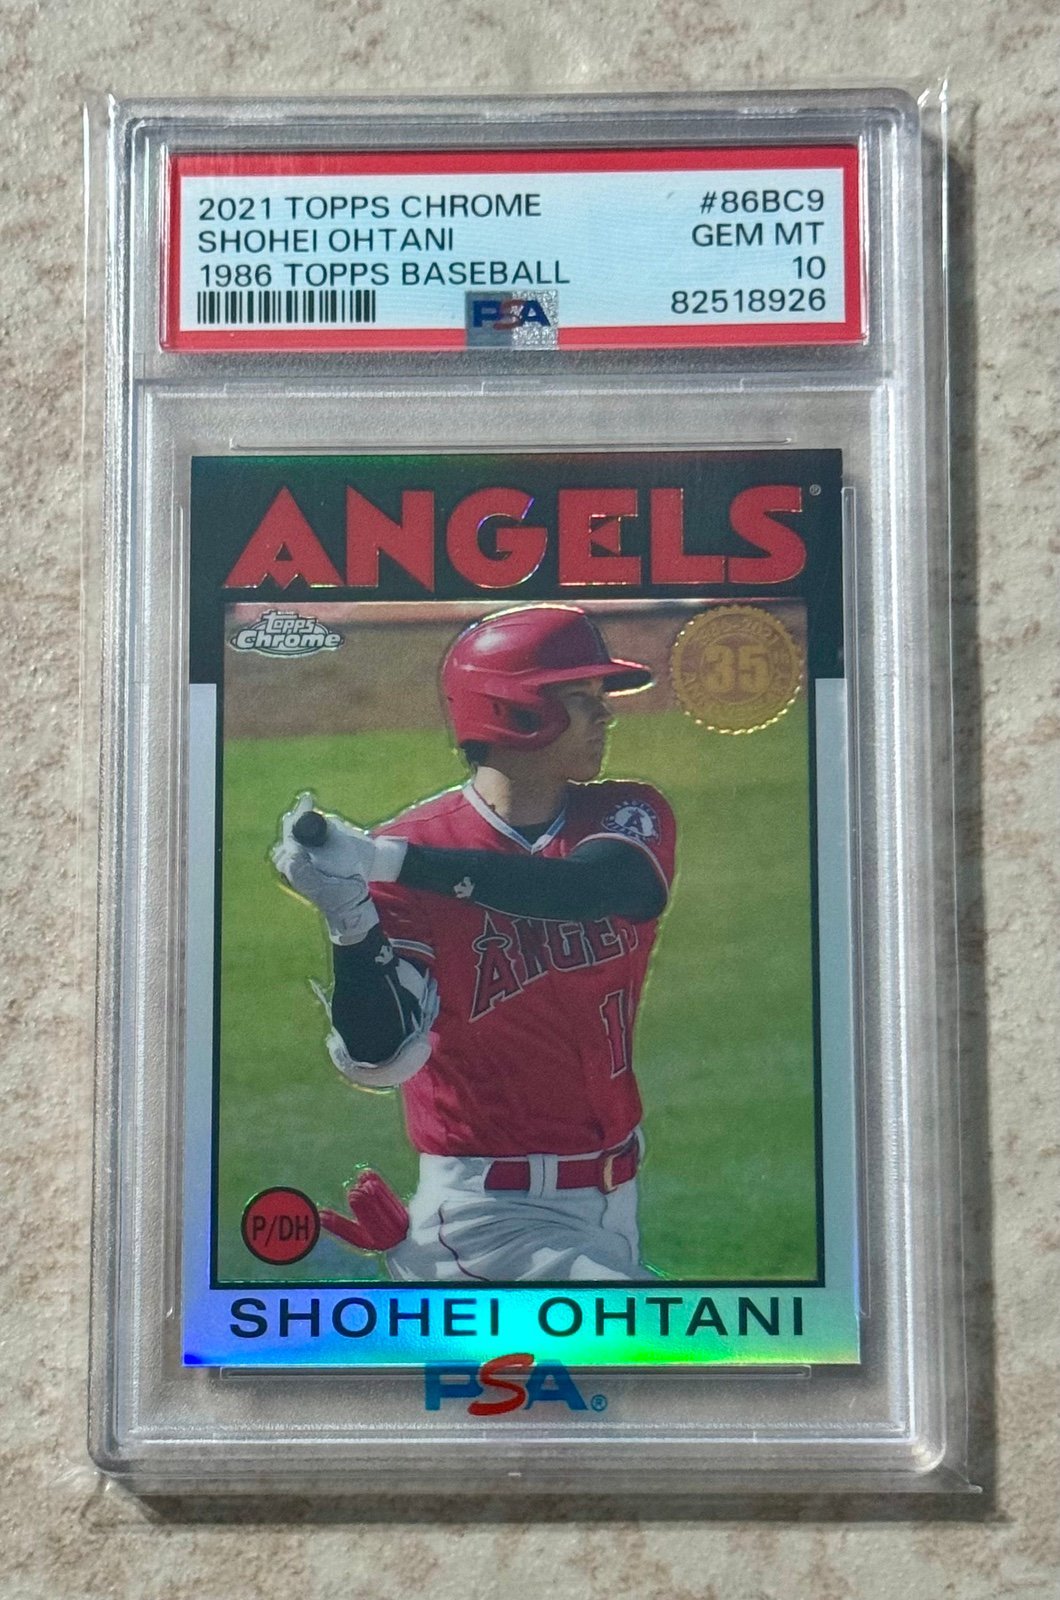 2021 TOPPS CHROME #86BC9
SHOHEI OHTANI GEM MT
1986 TOPPS BASEBALL 10
PSA 82518926
ANGELS®
Topps
Chrome
35
A
ANGELS
1
P/DH
SHOHEI OHTANI
PSA®